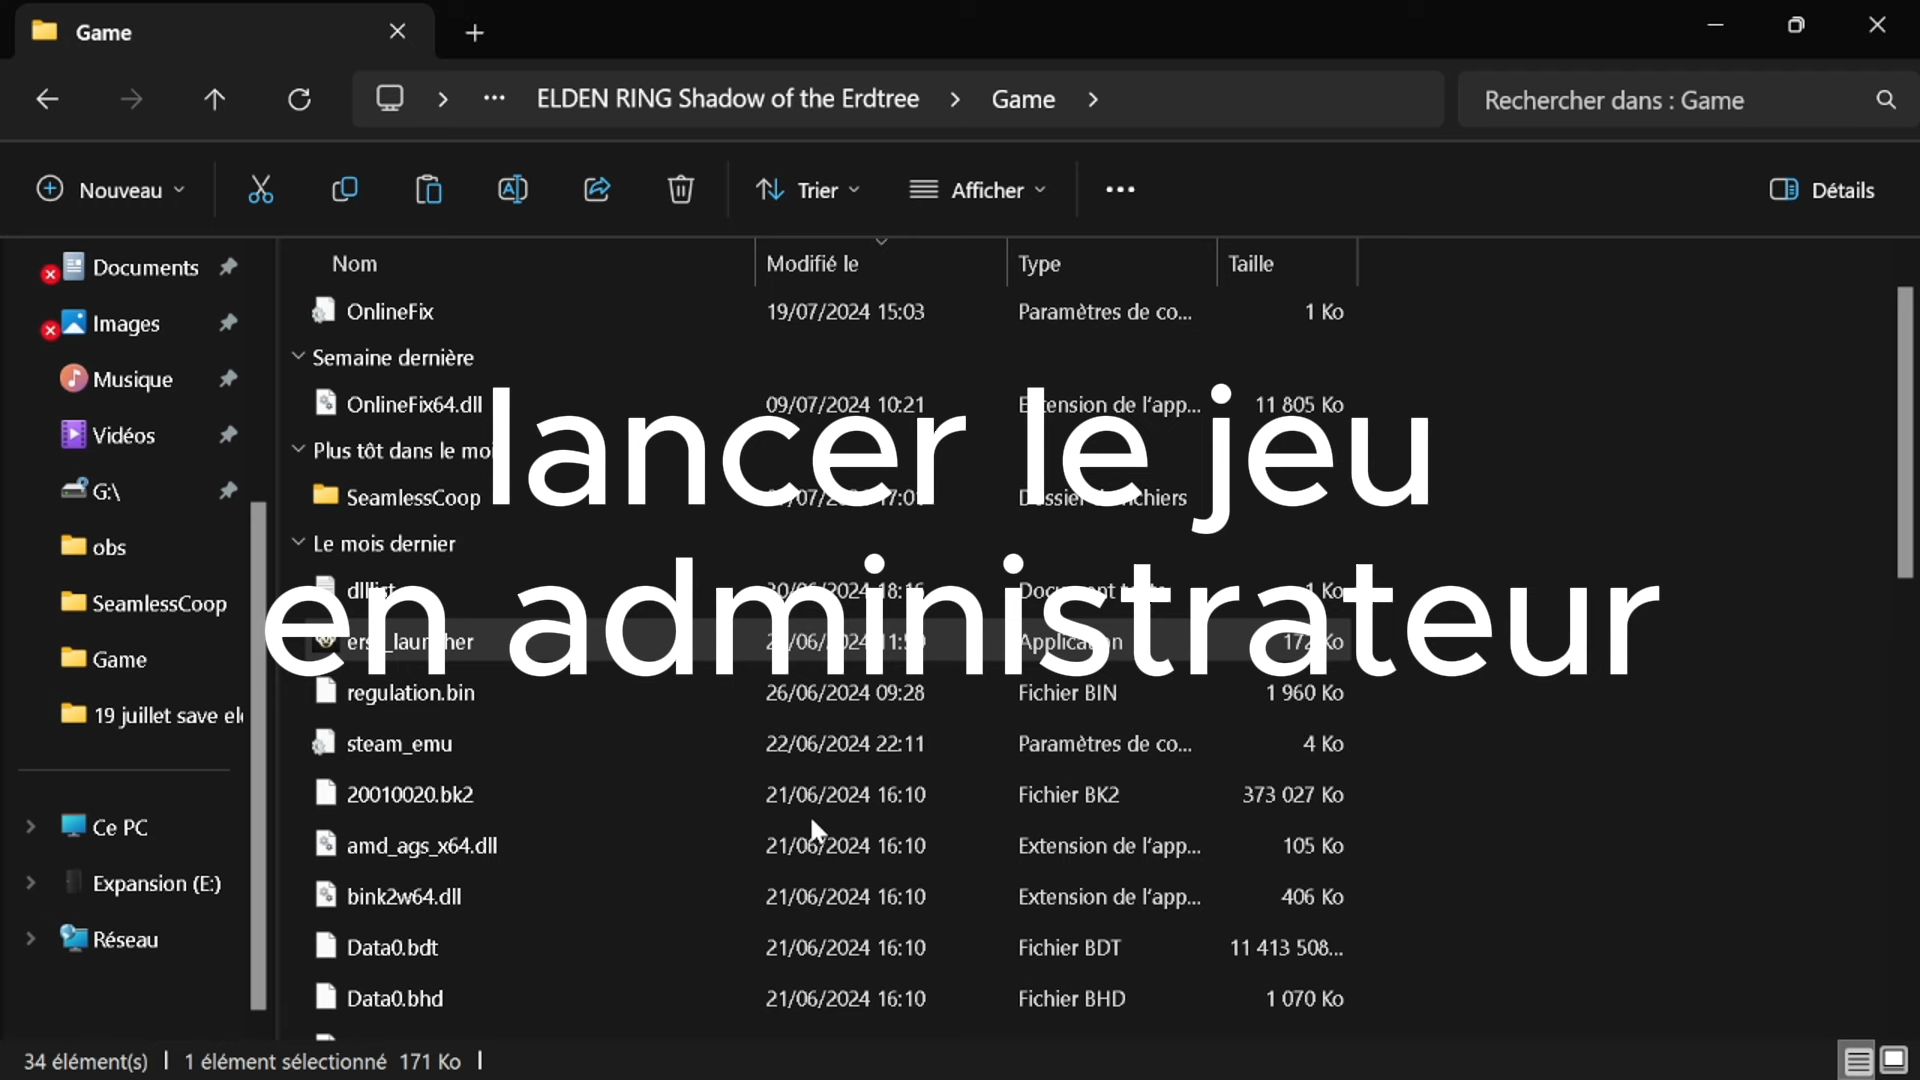 Game
ELDEN RING Shadow of the Erdtree
Game
Rechercher dans : Game
Nouveau
Trier
Afficher
Détails
Documents
Images
Musique
Vidéos
G:\
obs
SeamlessCoop
Game
19 juillet save
Ce PC
Expansion (E:)
Réseau
Nom Modifié le Type Taille
OnlineFix 19/07/2024 15:03 Paramètres de co... 1 Ko
Semaine dernière
OnlineFix64.dll 09/07/2024 10:21 Extension de l'app... 11 805 Ko
Plus tôt dans le moi
SeamlessCoop
Le mois dernier
dlllist
regulation.bin 26/06/2024 09:28 Fichier BIN 1 960 Ko
steam_emu 22/06/2024 22:11 Paramètres de co... 4 Ko
20010020.bk2 21/06/2024 16:10 Fichier BK2 373 027 Ko
amd_ags_x64.dll 21/06/2024 16:10 Extension de l'app... 105 Ko
bink2w64.dll 21/06/2024 16:10 Extension de l'app... 406 Ko
Data0.bdt 21/06/2024 16:10 Fichier BDT 11 413 508...
Data0.bhd 21/06/2024 16:10 Fichier BHD 1 070 Ko
lancer le jeu
en administrateur
34 élément(s) 1 élément sélectionné 171 Ko